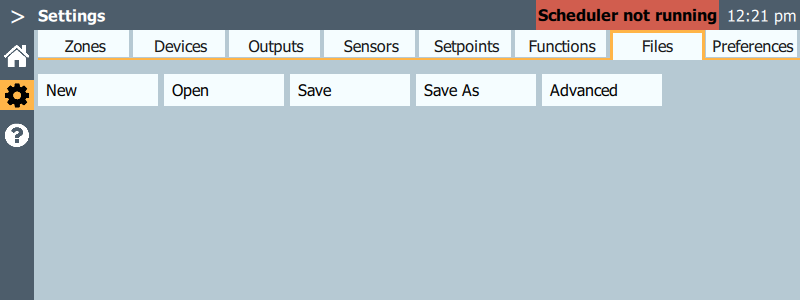 > Settings Scheduler not running 12:21 pm
Zones Devices Outputs Sensors Setpoints Functions Files Preferences
New Open Save Save As Advanced
?